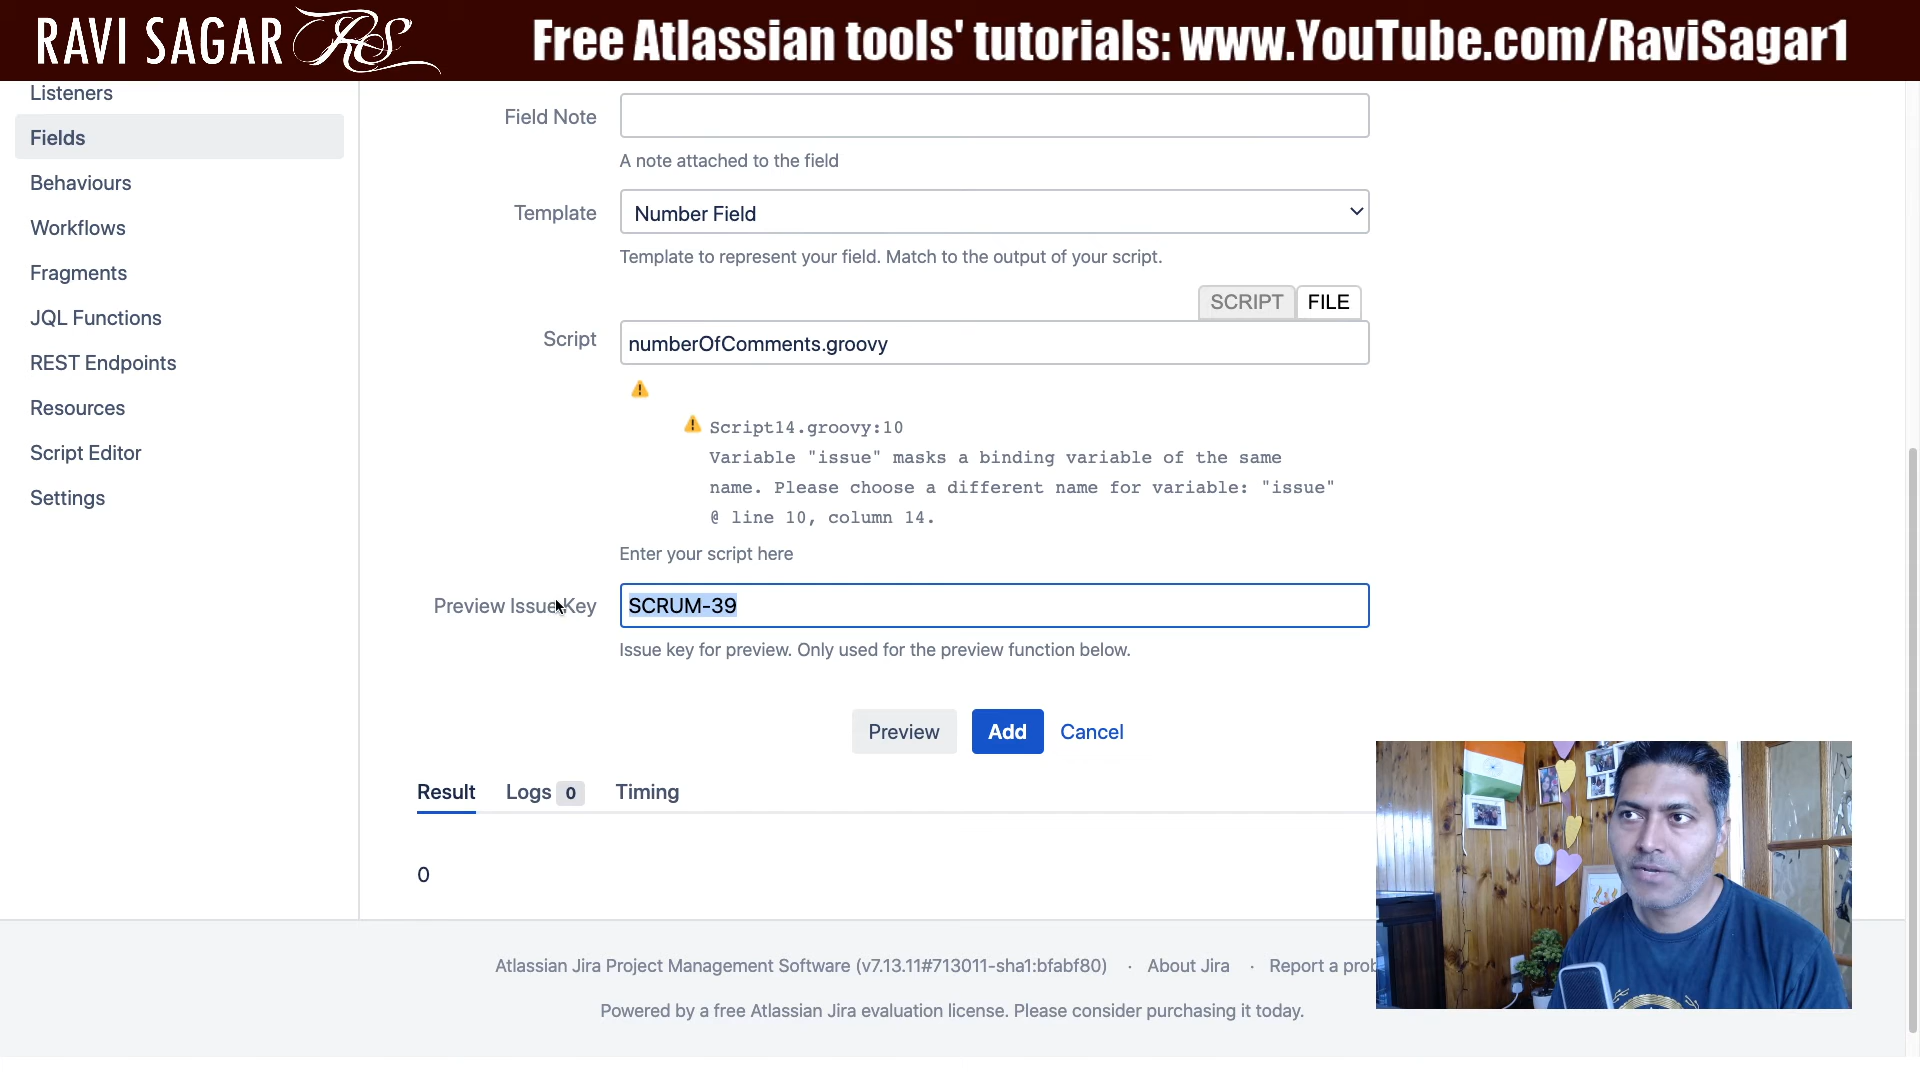 RAVI SAGAR RS
Free Atlassian tools' tutorials: www.YouTube.com/RaviSagar1
Listeners
Fields
Behaviours
Workflows
Fragments
JQL Functions
REST Endpoints
Resources
Script Editor
Settings
Field Note
A note attached to the field
Template
Number Field
Template to represent your field. Match to the output of your script.
SCRIPT FILE
Script
numberOfComments.groovy
Script14.groovy:10
Variable "issue" masks a binding variable of the same
name. Please choose a different name for variable: "issue"
@ line 10, column 14.
Enter your script here
Preview Issue Key
SCRUM-39
Issue key for preview. Only used for the preview function below.
Preview Add Cancel
Result Logs 0 Timing
0
Atlassian Jira Project Management Software (v7.13.11#713011-sha1:bfabf80) · About Jira · Report a prob
Powered by a free Atlassian Jira evaluation license. Please consider purchasing it today.